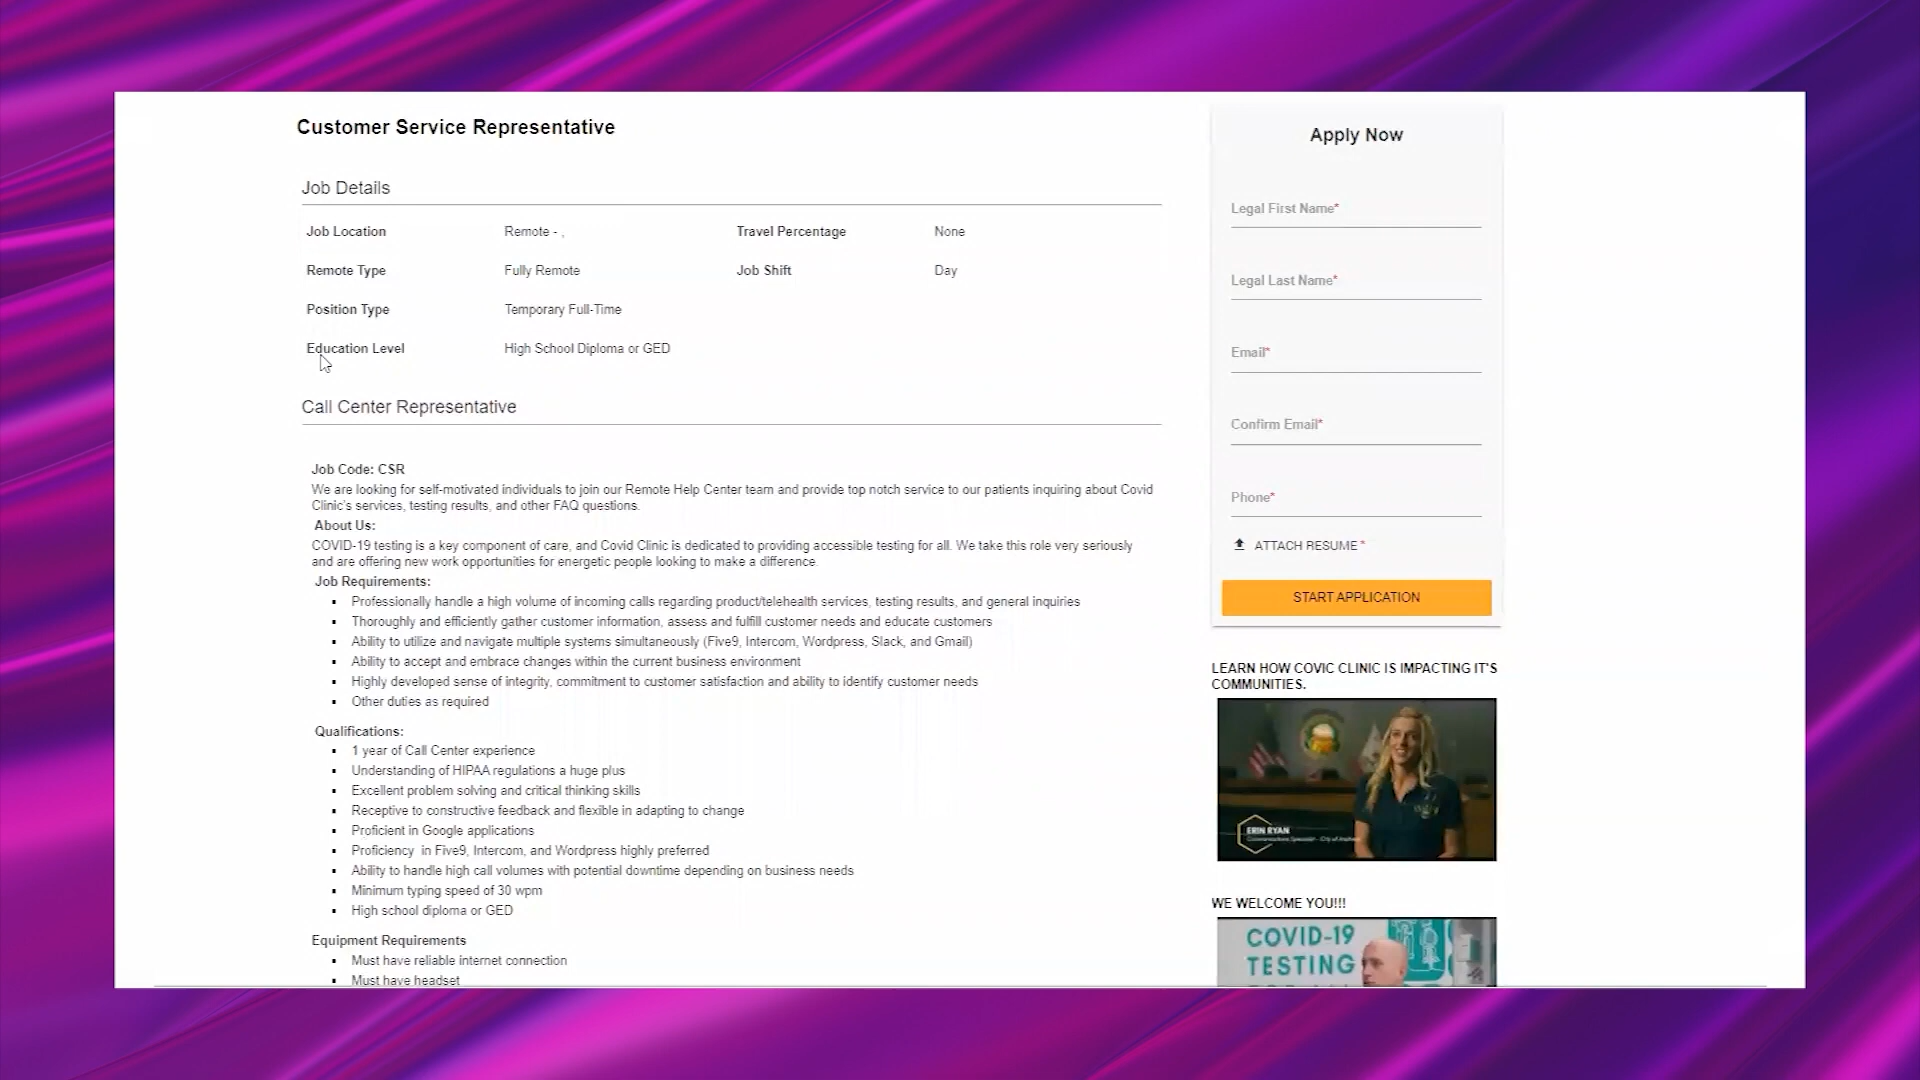 Customer Service Representative
Job Details
Job Location Remote - , Travel Percentage None
Remote Type Fully Remote Job Shift Day
Position Type Temporary Full-Time
Education Level High School Diploma or GED
Call Center Representative
Job Code: CSR
We are looking for self-motivated individuals to join our Remote Help Center team and provide top notch service to our patients inquiring about Covid
Clinic's services, testing results, and other FAQ questions.
About Us:
COVID-19 testing is a key component of care, and Covid Clinic is dedicated to providing accessible testing for all. We take this role very seriously
and are offering new work opportunities for energetic people looking to make a difference.
Job Requirements:
Professionally handle a high volume of incoming calls regarding product/telehealth services, testing results, and general inquiries
Thoroughly and efficiently gather customer information, assess and fulfill customer needs and educate customers
Ability to utilize and navigate multiple systems simultaneously (Five9, Intercom, Wordpress, Slack, and Gmail)
Ability to accept and embrace changes within the current business environment
Highly developed sense of integrity, commitment to customer satisfaction and ability to identify customer needs
Other duties as required
Qualifications:
1 year of Call Center experience
Understanding of HIPAA regulations a huge plus
Excellent problem solving and critical thinking skills
Receptive to constructive feedback and flexible in adapting to change
Proficient in Google applications
Proficiency in Five9, Intercom, and Wordpress highly preferred
Ability to handle high call volumes with potential downtime depending on business needs
Minimum typing speed of 30 wpm
High school diploma or GED
Equipment Requirements
Must have reliable internet connection
Must have headset
Apply Now
Legal First Name*
Legal Last Name*
Email*
Confirm Email*
Phone*
ATTACH RESUME *
START APPLICATION
LEARN HOW COVIC CLINIC IS IMPACTING IT'S
COMMUNITIES.
ERIN RYAN
WE WELCOME YOU!!!
COVID-19
TESTING